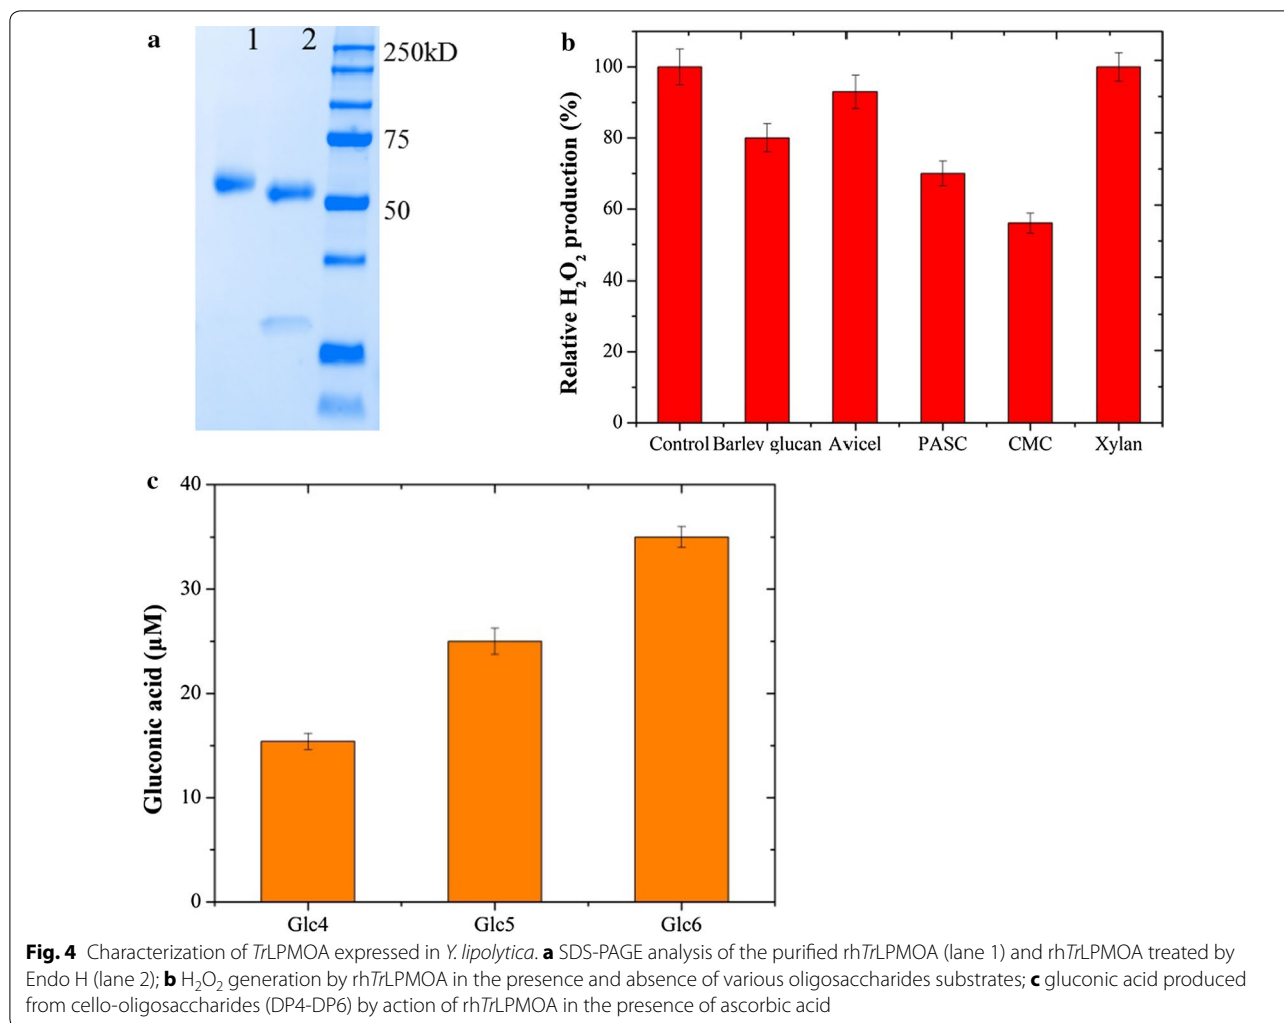 a
1 2
250kD
75
50
b
Relative H₂O₂ production (%)
100
80
60
40
20
0
Control Barley glucan Avicel PASC CMC Xylan
c
Gluconic acid (µM)
40
30
20
10
0
Glc4 Glc5 Glc6
Fig. 4 Characterization of TrLPMOA expressed in Y. lipolytica. a SDS-PAGE analysis of the purified rhTrLPMOA (lane 1) and rhTrLPMOA treated by
Endo H (lane 2); b H₂O₂ generation by rhTrLPMOA in the presence and absence of various oligosaccharides substrates; c gluconic acid produced
from cello-oligosaccharides (DP4-DP6) by action of rhTrLPMOA in the presence of ascorbic acid